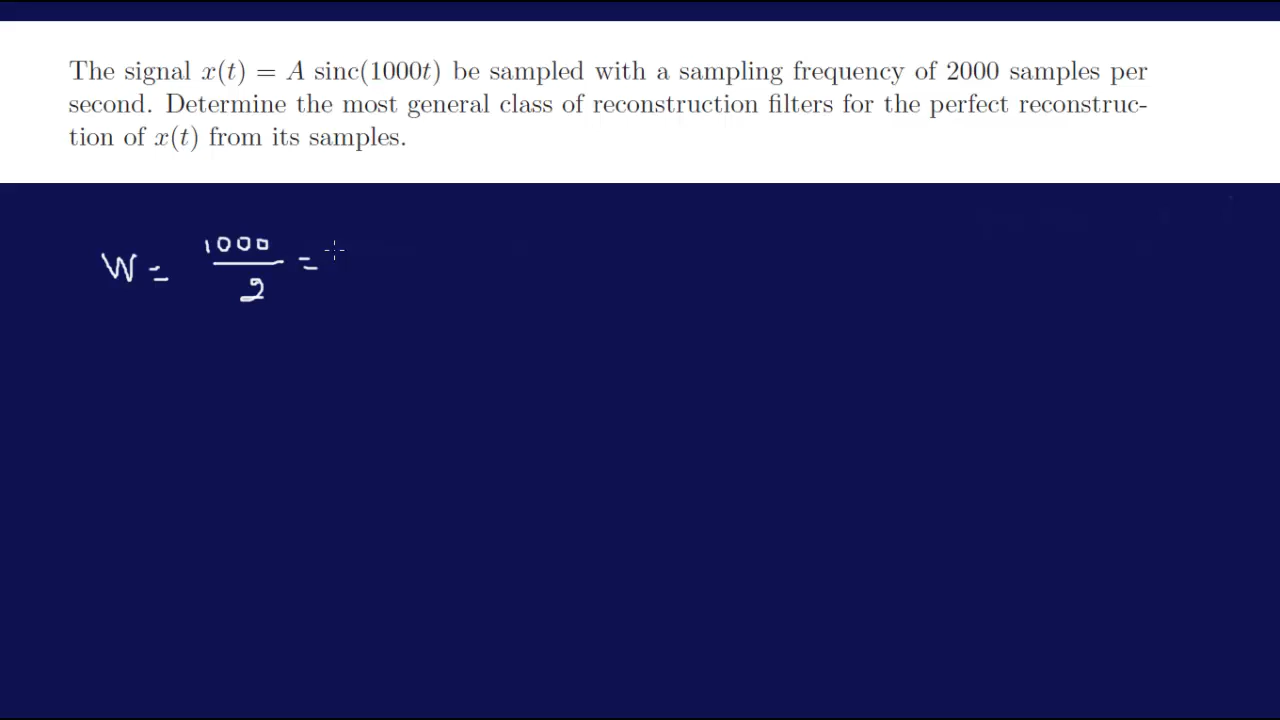 The signal x(t) = A sinc(1000t) be sampled with a sampling frequency of 2000 samples per
second. Determine the most general class of reconstruction filters for the perfect reconstruc-
tion of x(t) from its samples.
W = 1000/2 =